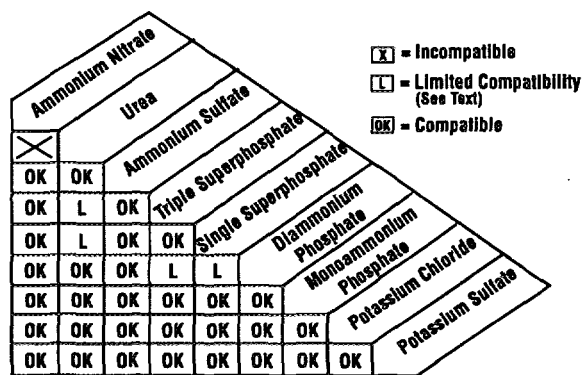 Ammonium Nitrate
Urea
Ammonium Sulfate
Triple Superphosphate
Single Superphosphate
Diammonium
Phosphate
Monoammonium
Phosphate
Potassium Chloride
Potassium Sulfate
X = Incompatible
L = Limited Compatibility
(See Text)
OK = Compatible
X
OK OK
OK L OK
OK L OK OK
OK OK OK L L
OK OK OK OK OK OK
OK OK OK OK OK OK OK
OK OK OK OK OK OK OK OK